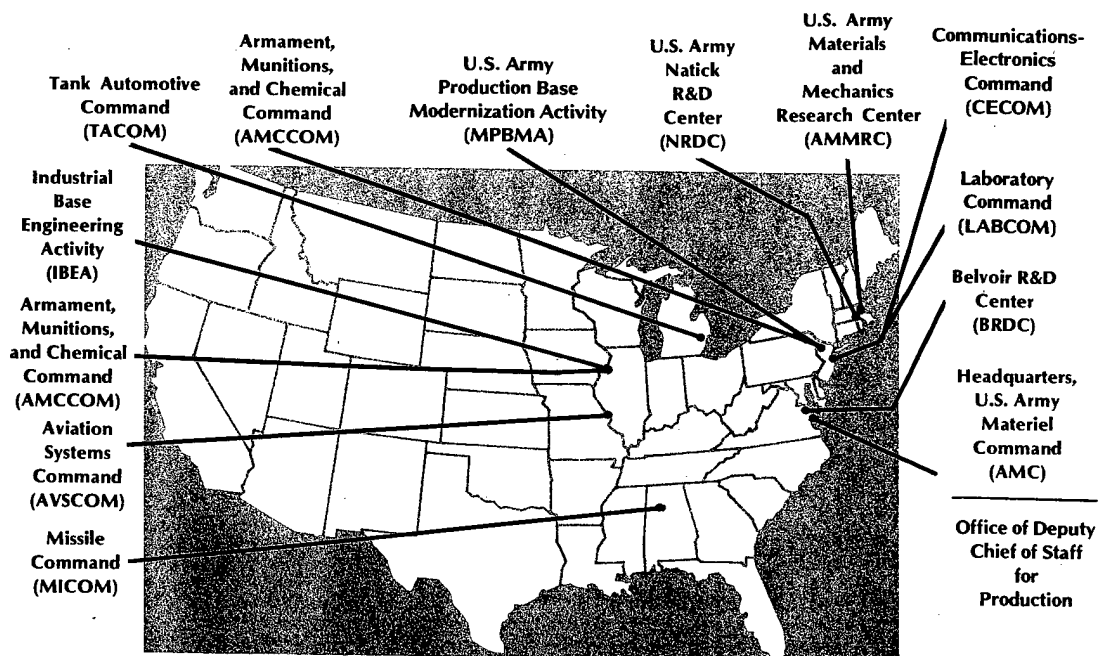 Tank Automotive
Command
(TACOM)
Armament,
Munitions,
and Chemical
Command
(AMCCOM)
U.S. Army
Production Base
Modernization Activity
(MPBMA)
U.S. Army
Natick
R&D
Center
(NRDC)
U.S. Army
Materials
and
Mechanics
Research Center
(AMMRC)
Communications-
Electronics
Command
(CECOM)
Industrial
Base
Engineering
Activity
(IBEA)
Armament,
Munitions,
and Chemical
Command
(AMCCOM)
Aviation
Systems
Command
(AVSCOM)
Missile
Command
(MICOM)
Laboratory
Command
(LABCOM)
Belvoir R&D
Center
(BRDC)
Headquarters,
U.S. Army
Materiel
Command
(AMC)
Office of Deputy
Chief of Staff
for
Production